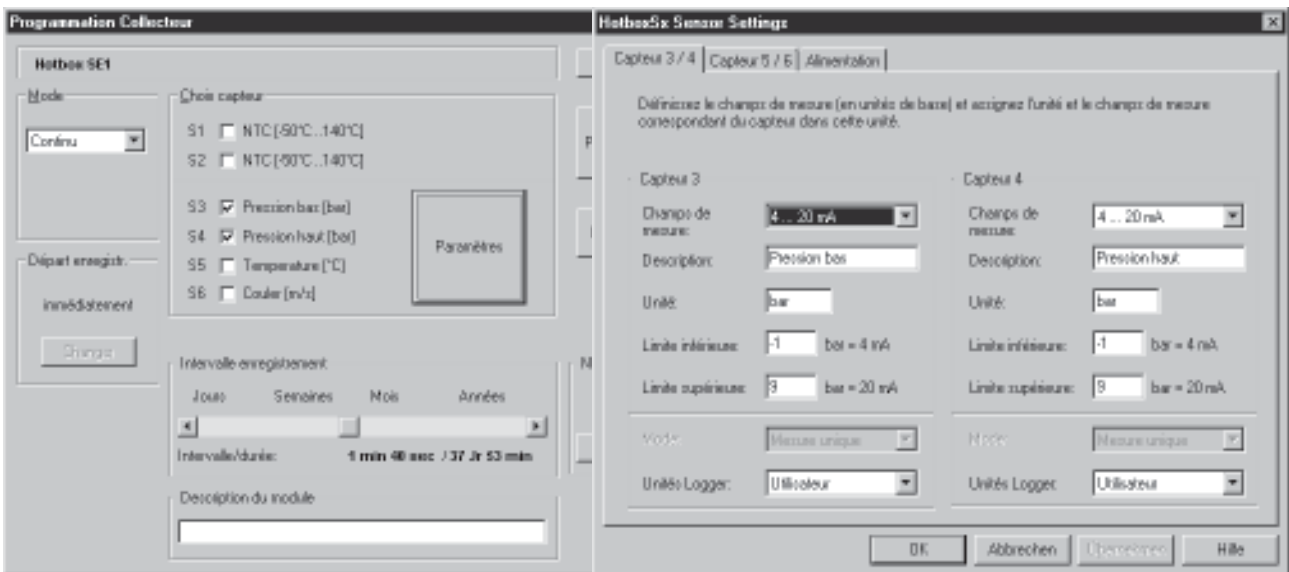 Programmation Collecteur
Hotbox SE1
Mode
Continu
Départ enregistr.
immédiatement
Changer
Choix capteur
S1 NTC [-50°C...140°C]
S2 NTC [-50°C...140°C]
S3 Pression bas [bar]
S4 Pression haut [bar]
S5 Temperature [°C]
S6 Couler [m/s]
Paramètres
Intervalle enregistrement
Jours Semaines Mois Années
Intervalle/durée: 1 min 40 sec / 37 Jr 53 min
Description du module
HotboxSx Sensor Settings
Capteur 3 / 4 Capteur 5 / 6 Alimentation
Définissez le champs de mesure (en unités de base) et assignez l'unité et le champs de mesure
correspondant du capteur dans cette unité.
Capteur 3
Champs de
mesure: 4 ... 20 mA
Description: Pression bas
Unité: bar
Limite inférieure: -1 bar = 4 mA
Limite supérieure: 9 bar = 20 mA
Mode: Mesure unique
Unités Logger: Utilisateur
Capteur 4
Champs de
mesure: 4 ... 20 mA
Description: Pression haut
Unité: bar
Limite inférieure: -1 bar = 4 mA
Limite supérieure: 9 bar = 20 mA
Mode: Mesure unique
Unités Logger: Utilisateur
OK Abbrechen Übernehmen Hilfe